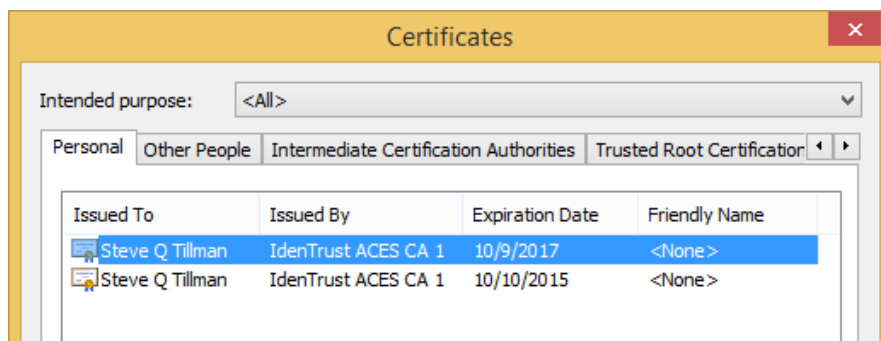 Certificates
Intended purpose: <All>
Personal Other People Intermediate Certification Authorities Trusted Root Certification
Issued To Issued By Expiration Date Friendly Name
Steve Q Tillman IdenTrust ACES CA 1 10/9/2017 <None>
Steve Q Tillman IdenTrust ACES CA 1 10/10/2015 <None>